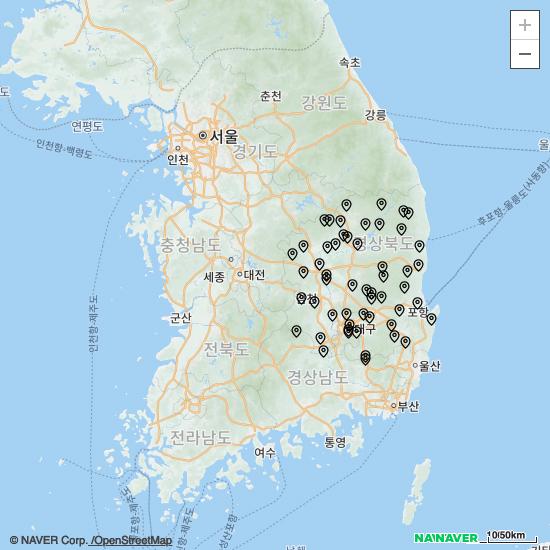 +
−
속초
춘천
강원도
강릉
도
연평도
서울
울
인천항-백령도
인천
경기도
후포항-울릉도(사동항)
충청남도
경상북도
세종
대전
군산
포항
대구
인천항-제주도
전북도
경상남도
울산
부산
전라남도
통영
여수
© NAVER Corp. /OpenStreetMap
NAVER
10/50km